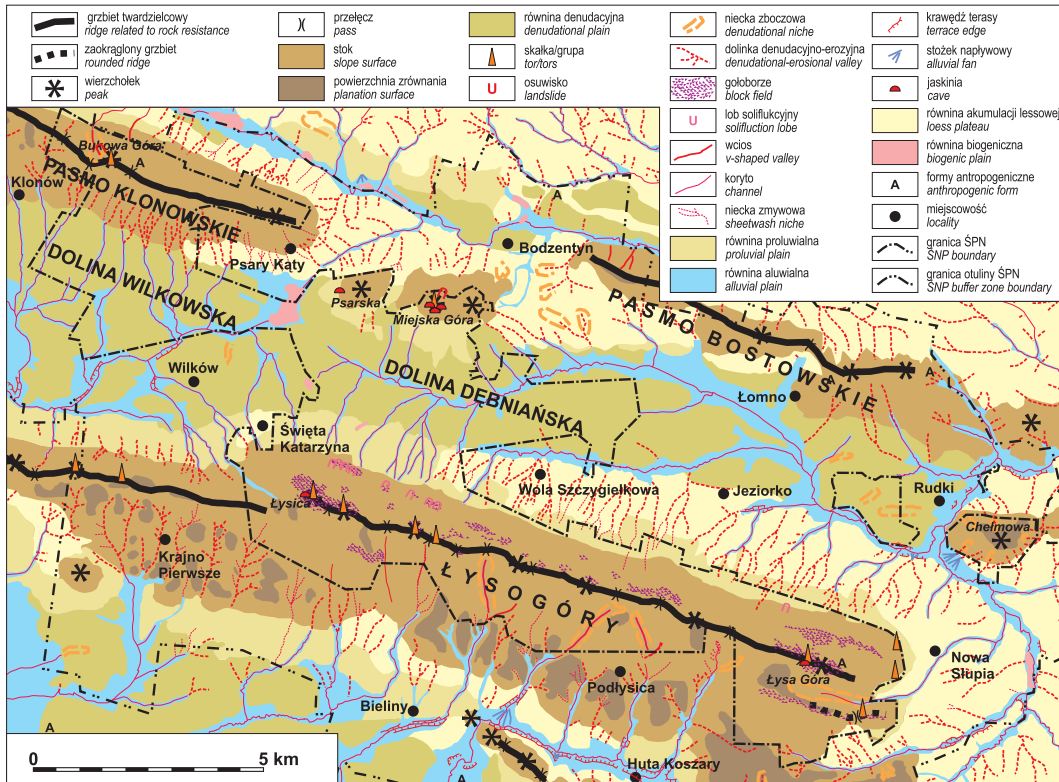 grzbiet twardzielcowy
ridge related to rock resistance
zaokrąglony grzbiet
rounded ridge
wierzchołek
peak
przełęcz
pass
stok
slope surface
powierzchnia zrównania
planation surface
równina denudacyjna
denudational plain
skałka/grupa
tor/tors
osuwisko
landslide
niecka zboczowa
denudational niche
dolinka denudacyjno-erozyjna
denudational-erosional valley
gołoborze
block field
lob soliflukcyjny
solifluction lobe
wcios
v-shaped valley
koryto
channel
niecka zmywowa
sheetwash niche
równina proluwialna
proluvial plain
równina aluwialna
alluvial plain
krawędź terasy
terrace edge
stożek napływowy
alluvial fan
jaskinia
cave
równina akumulacji lessowej
loess plateau
równina biogeniczna
biogenic plain
A
formy antropogeniczne
anthropogenic form
miejscowość
locality
granica ŚPN
SNP boundary
granica otuliny ŚPN
SNP buffer zone boundary
Bukowa Góra
A
A
Klonów
PASMO KLONOWSKIE
Bodzentyn
Psary Kąty
DOLINA WILKOWSKA
Psarska
Miejska Góra
PASMO BOSTOWSKIE
Wilków
DOLINA DĘBNIAŃSKA
A
A
Łomno
Święta
Katarzyna
Wola Szczygiełkowa
Jeziorko
Rudki
Łysica
Chełmowa
Krajno
Pierwsze
ŁYSOGÓRY
Nowa
Słupia
A
Łysa Góra
Podłysica
Bieliny
A
Huta Koszary
A
0
5 km